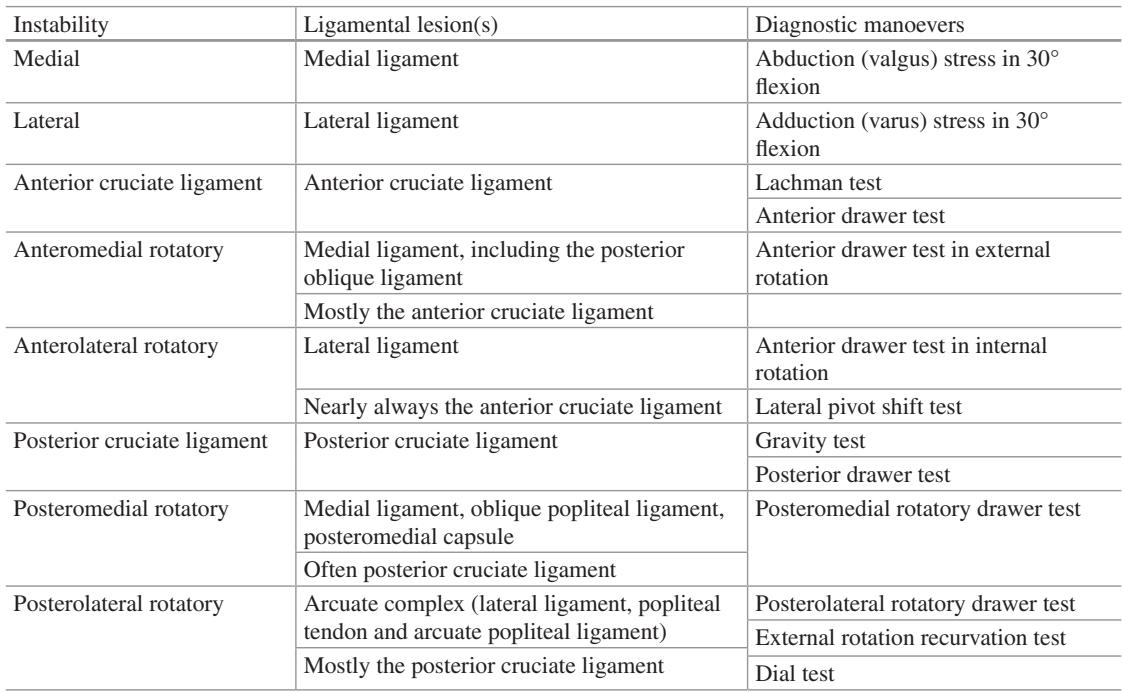 Instability Ligamental lesion(s) Diagnostic manoevers
Medial Medial ligament Abduction (valgus) stress in 30°
flexion
Lateral Lateral ligament Adduction (varus) stress in 30°
flexion
Anterior cruciate ligament Anterior cruciate ligament Lachman test
Anterior drawer test
Anteromedial rotatory Medial ligament, including the posterior Anterior drawer test in external
oblique ligament rotation
Mostly the anterior cruciate ligament
Anterolateral rotatory Lateral ligament Anterior drawer test in internal
rotation
Nearly always the anterior cruciate ligament Lateral pivot shift test
Posterior cruciate ligament Posterior cruciate ligament Gravity test
Posterior drawer test
Posteromedial rotatory Medial ligament, oblique popliteal ligament, Posteromedial rotatory drawer test
posteromedial capsule
Often posterior cruciate ligament
Posterolateral rotatory Arcuate complex (lateral ligament, popliteal Posterolateral rotatory drawer test
tendon and arcuate popliteal ligament) External rotation recurvation test
Mostly the posterior cruciate ligament Dial test